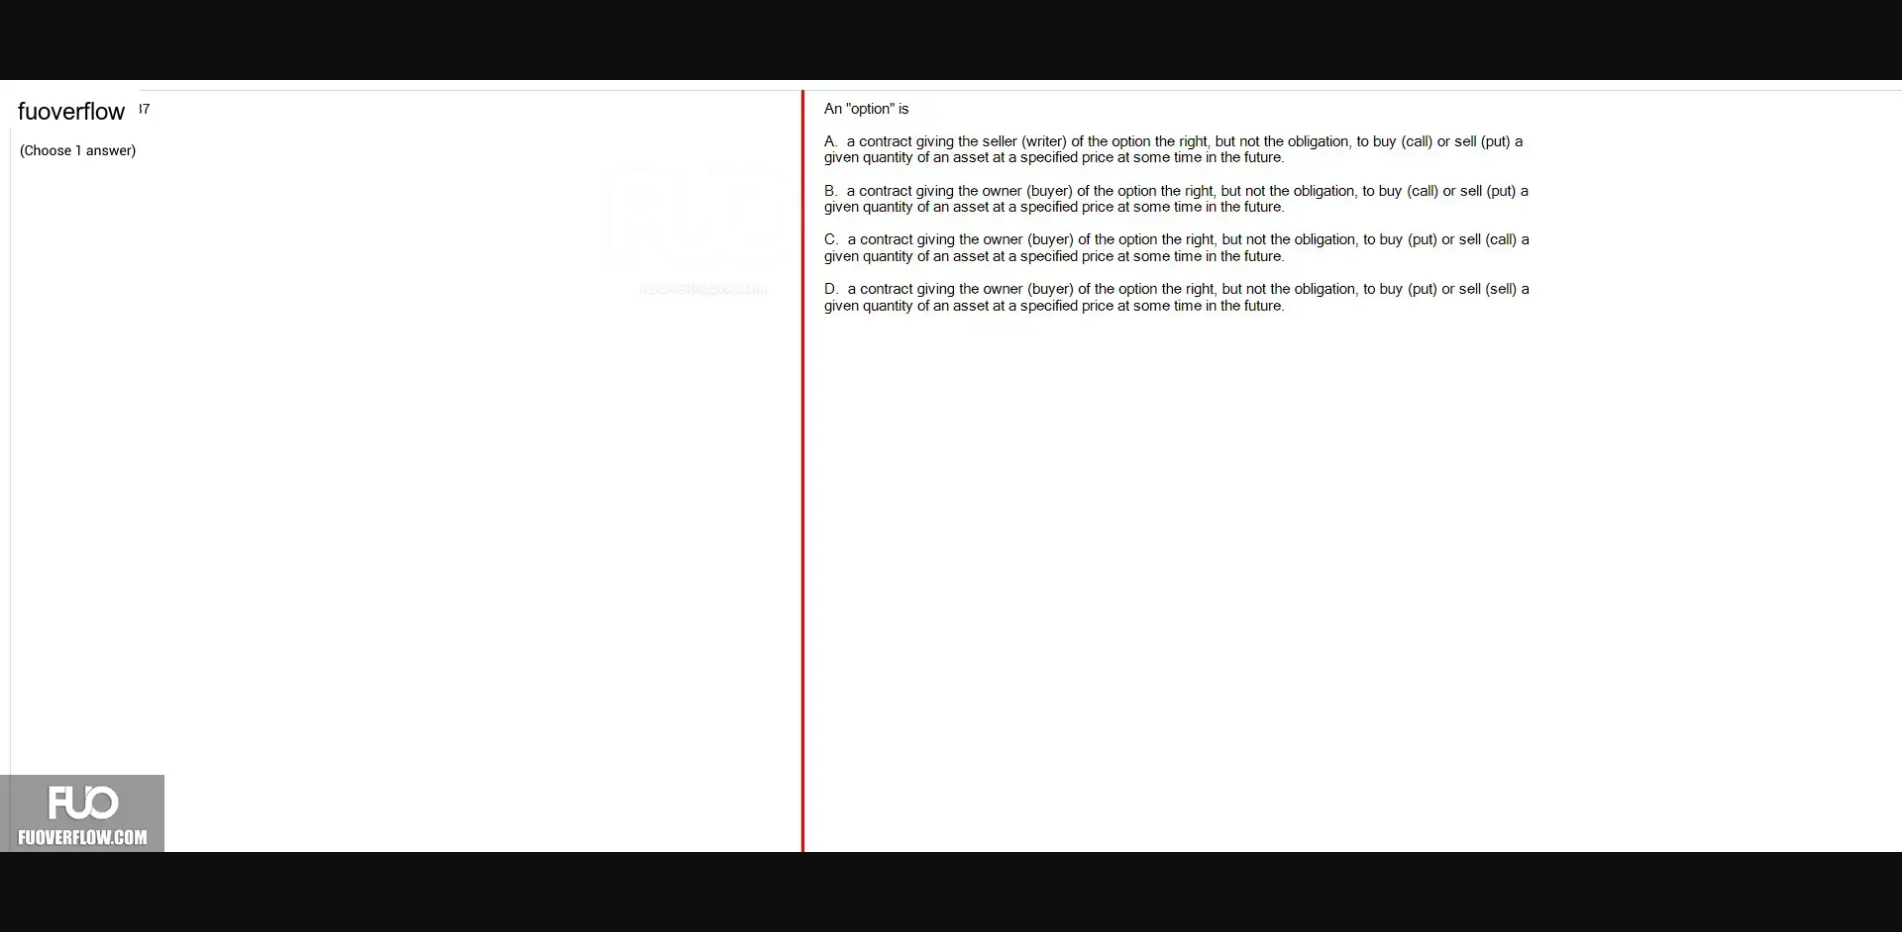 fuoverflow 37
(Choose 1 answer)
An "option" is
A. a contract giving the seller (writer) of the option the right, but not the obligation, to buy (call) or sell (put) a
given quantity of an asset at a specified price at some time in the future.
B. a contract giving the owner (buyer) of the option the right, but not the obligation, to buy (call) or sell (put) a
given quantity of an asset at a specified price at some time in the future.
C. a contract giving the owner (buyer) of the option the right, but not the obligation, to buy (put) or sell (call) a
given quantity of an asset at a specified price at some time in the future.
D. a contract giving the owner (buyer) of the option the right, but not the obligation, to buy (put) or sell (sell) a
given quantity of an asset at a specified price at some time in the future.
FUO
FUOVERFLOW.COM
FUO
FUOVERFLOW.COM